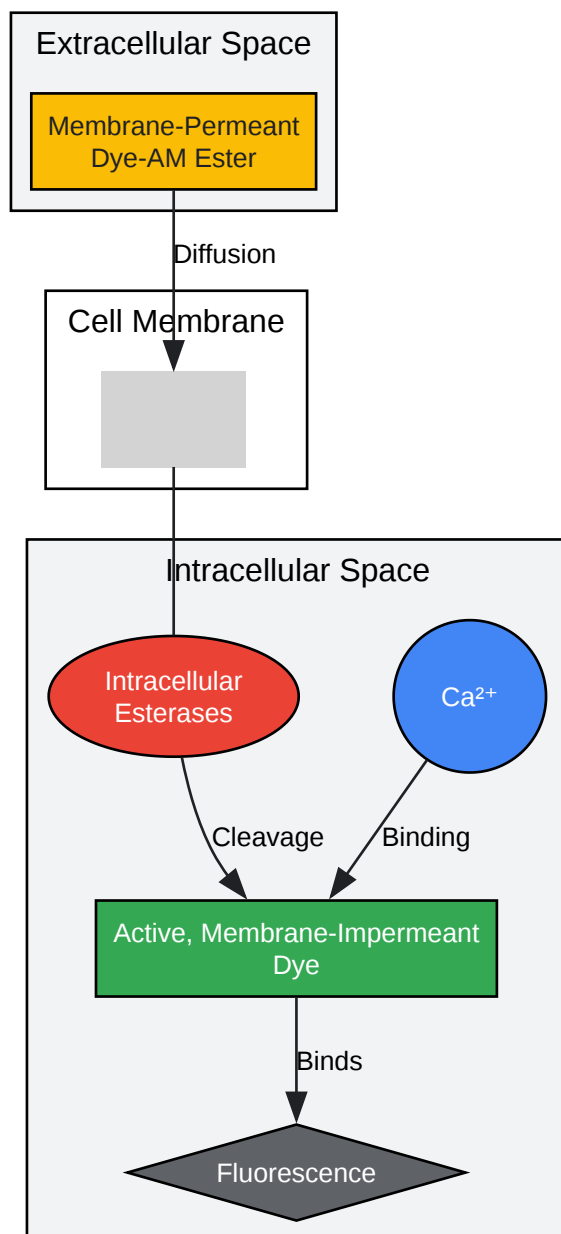 Extracellular Space
Membrane-Permeant
Dye-AM Ester
Diffusion
Cell Membrane
Intracellular Space
Intracellular
Esterases
Ca²⁺
Cleavage
Binding
Active, Membrane-Impermeant
Dye
Binds
Fluorescence